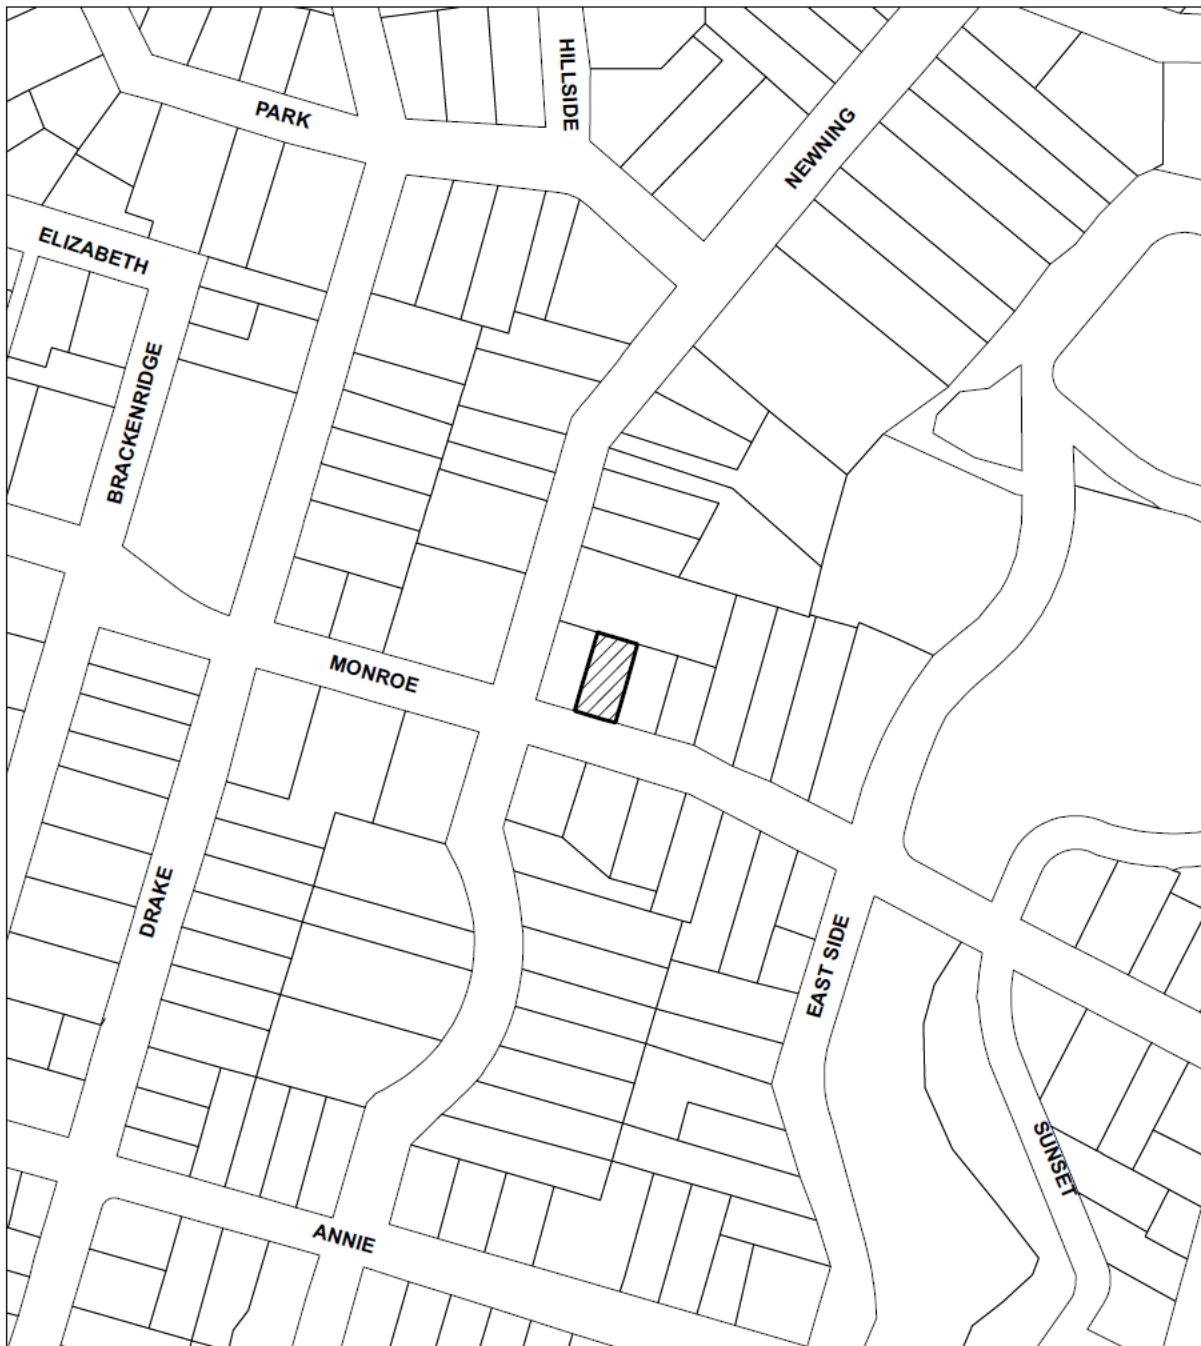 HILLSIDE
PARK
NEWNING
ELIZABETH
BRACKENRIDGE
MONROE
DRAKE
EAST SIDE
SUNSET
ANNIE